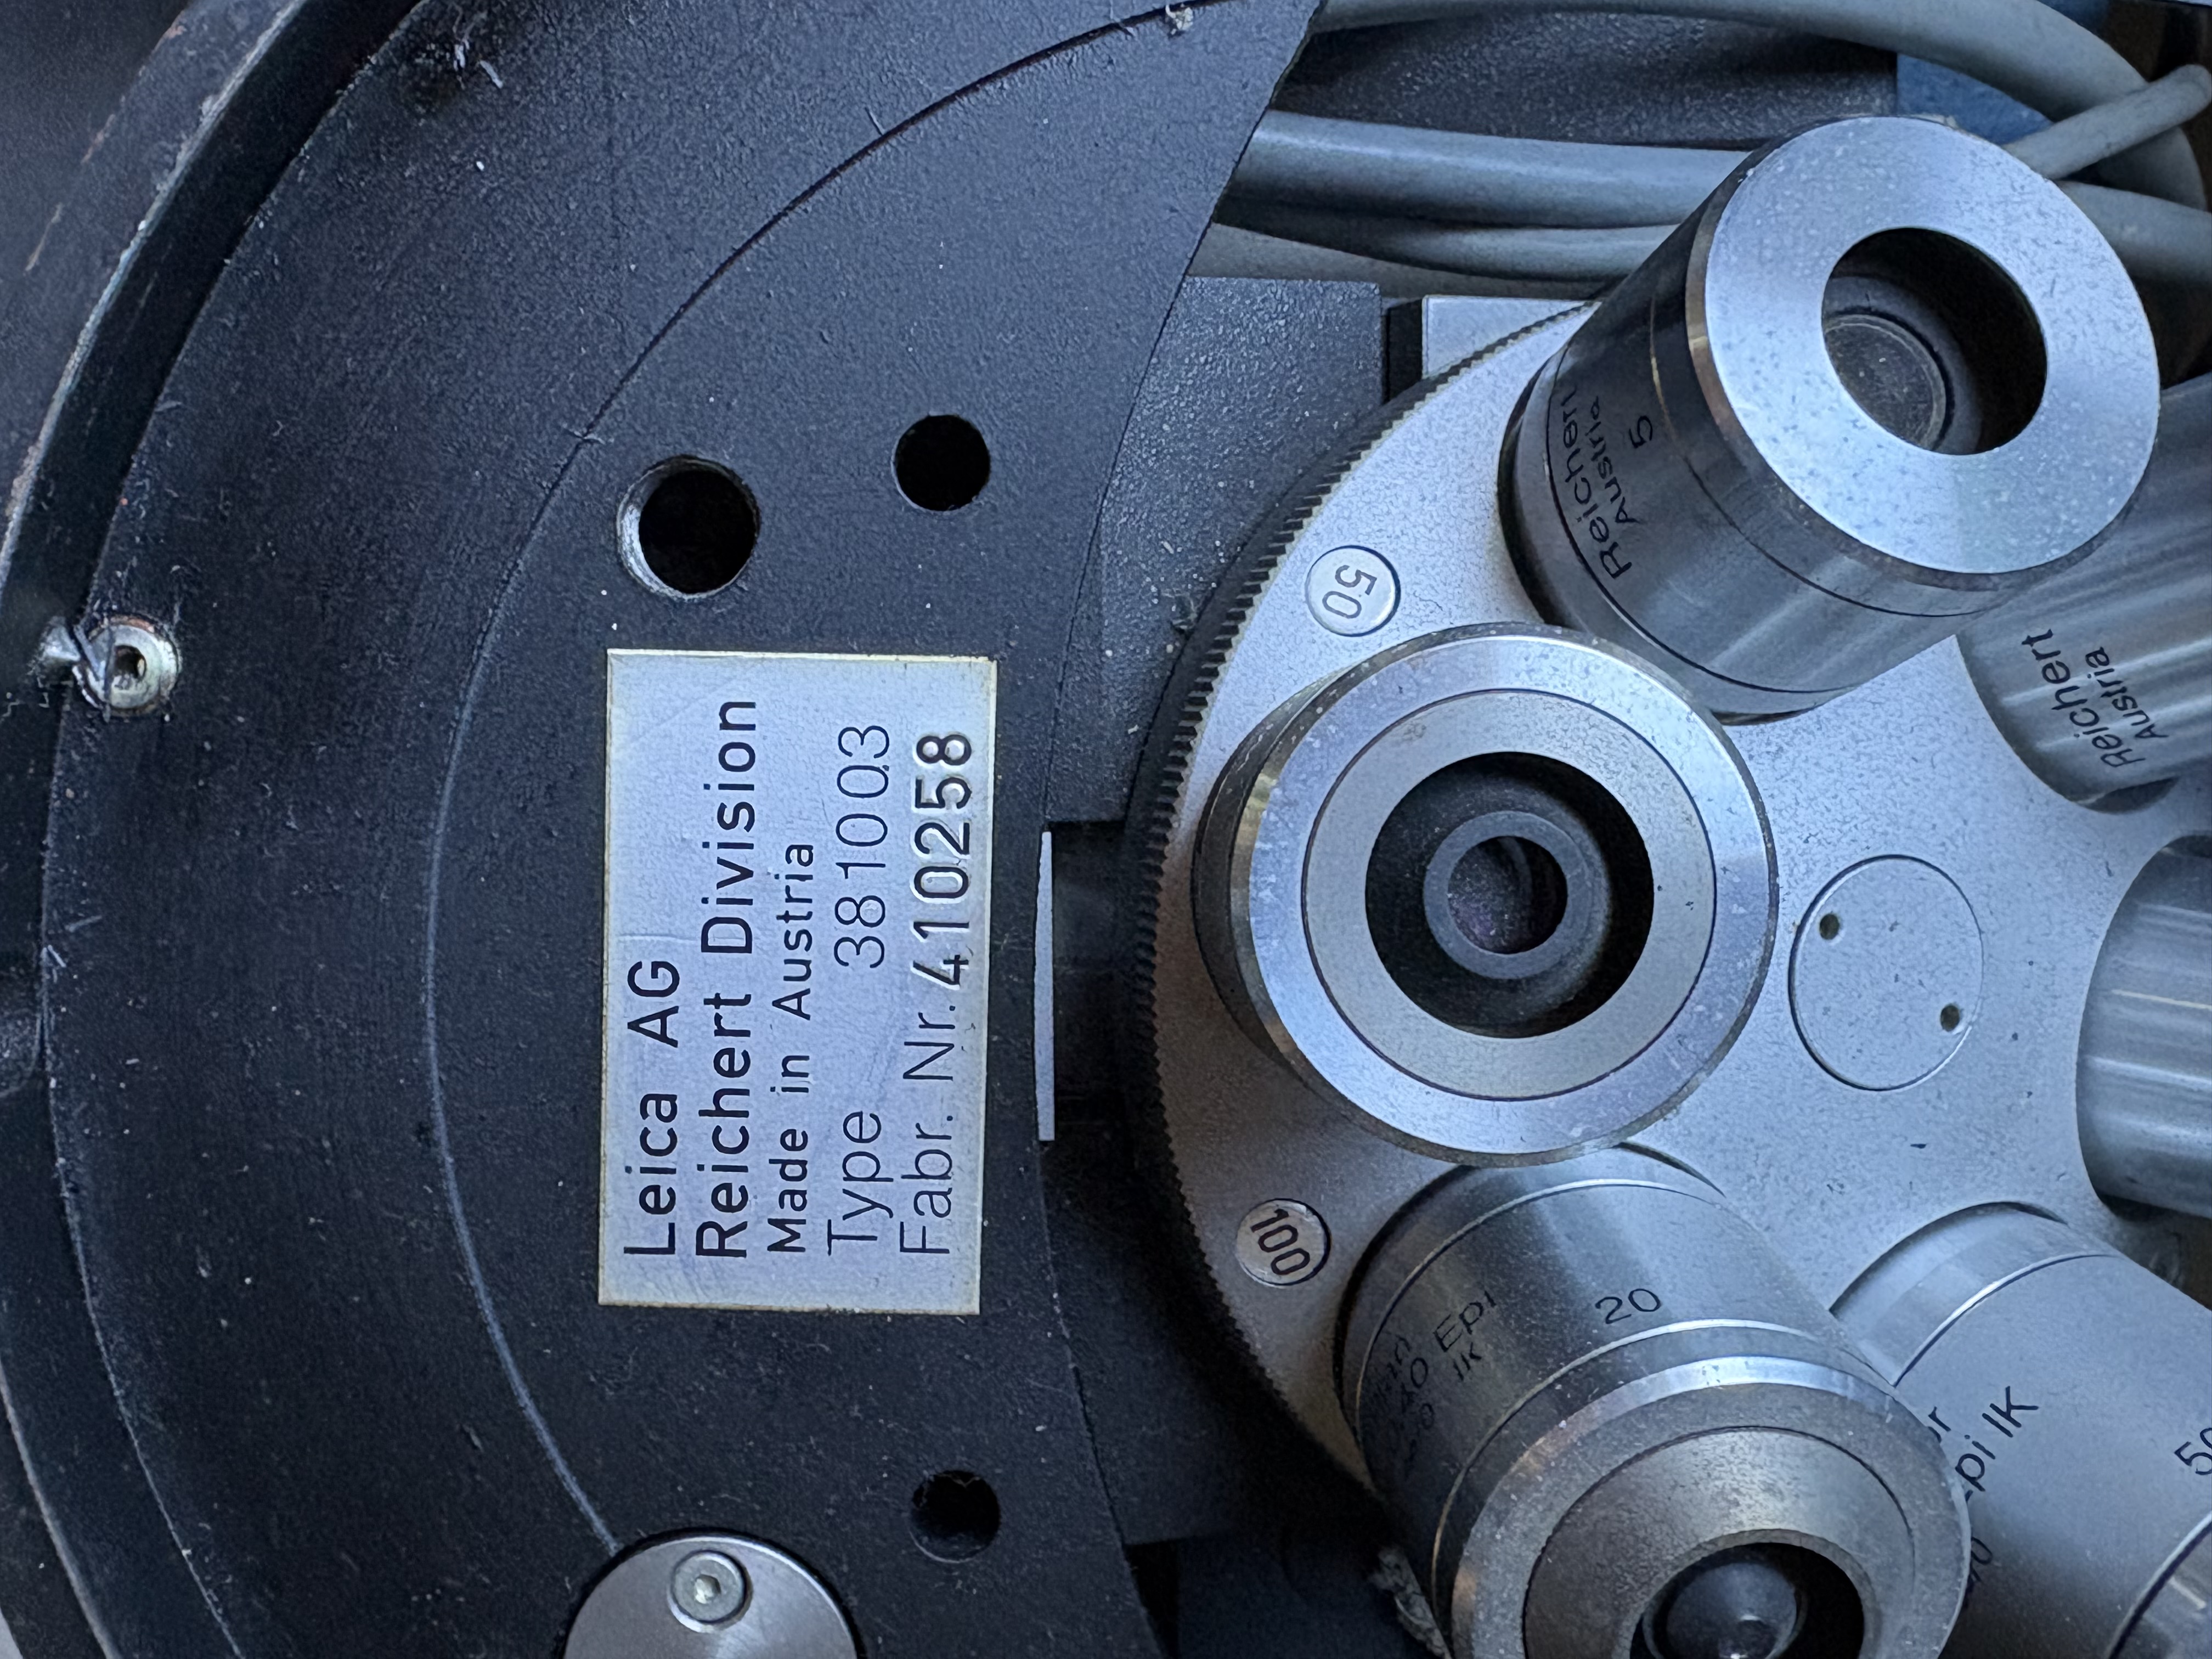 Leica AG
Reichert Division
Made in Austria
Type 381003
Fabr. Nr. 410258
50
100
Reichert
Austria
5
Reichert
Austria
Epi
IK
20
Epi IK